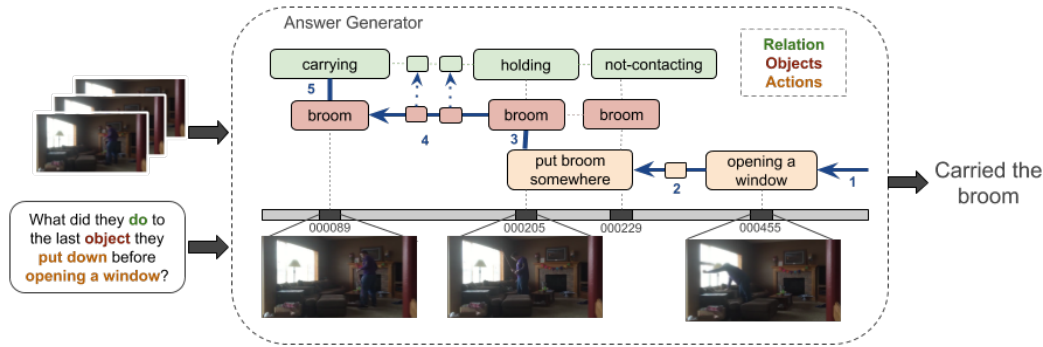 Answer Generator
Relation
Objects
Actions
carrying
holding
not-contacting
5
broom
broom
broom
4
3
put broom
somewhere
opening a
window
2
1
000089
000205
000229
000455
What did they do to
the last object they
put down before
opening a window?
Carried the
broom